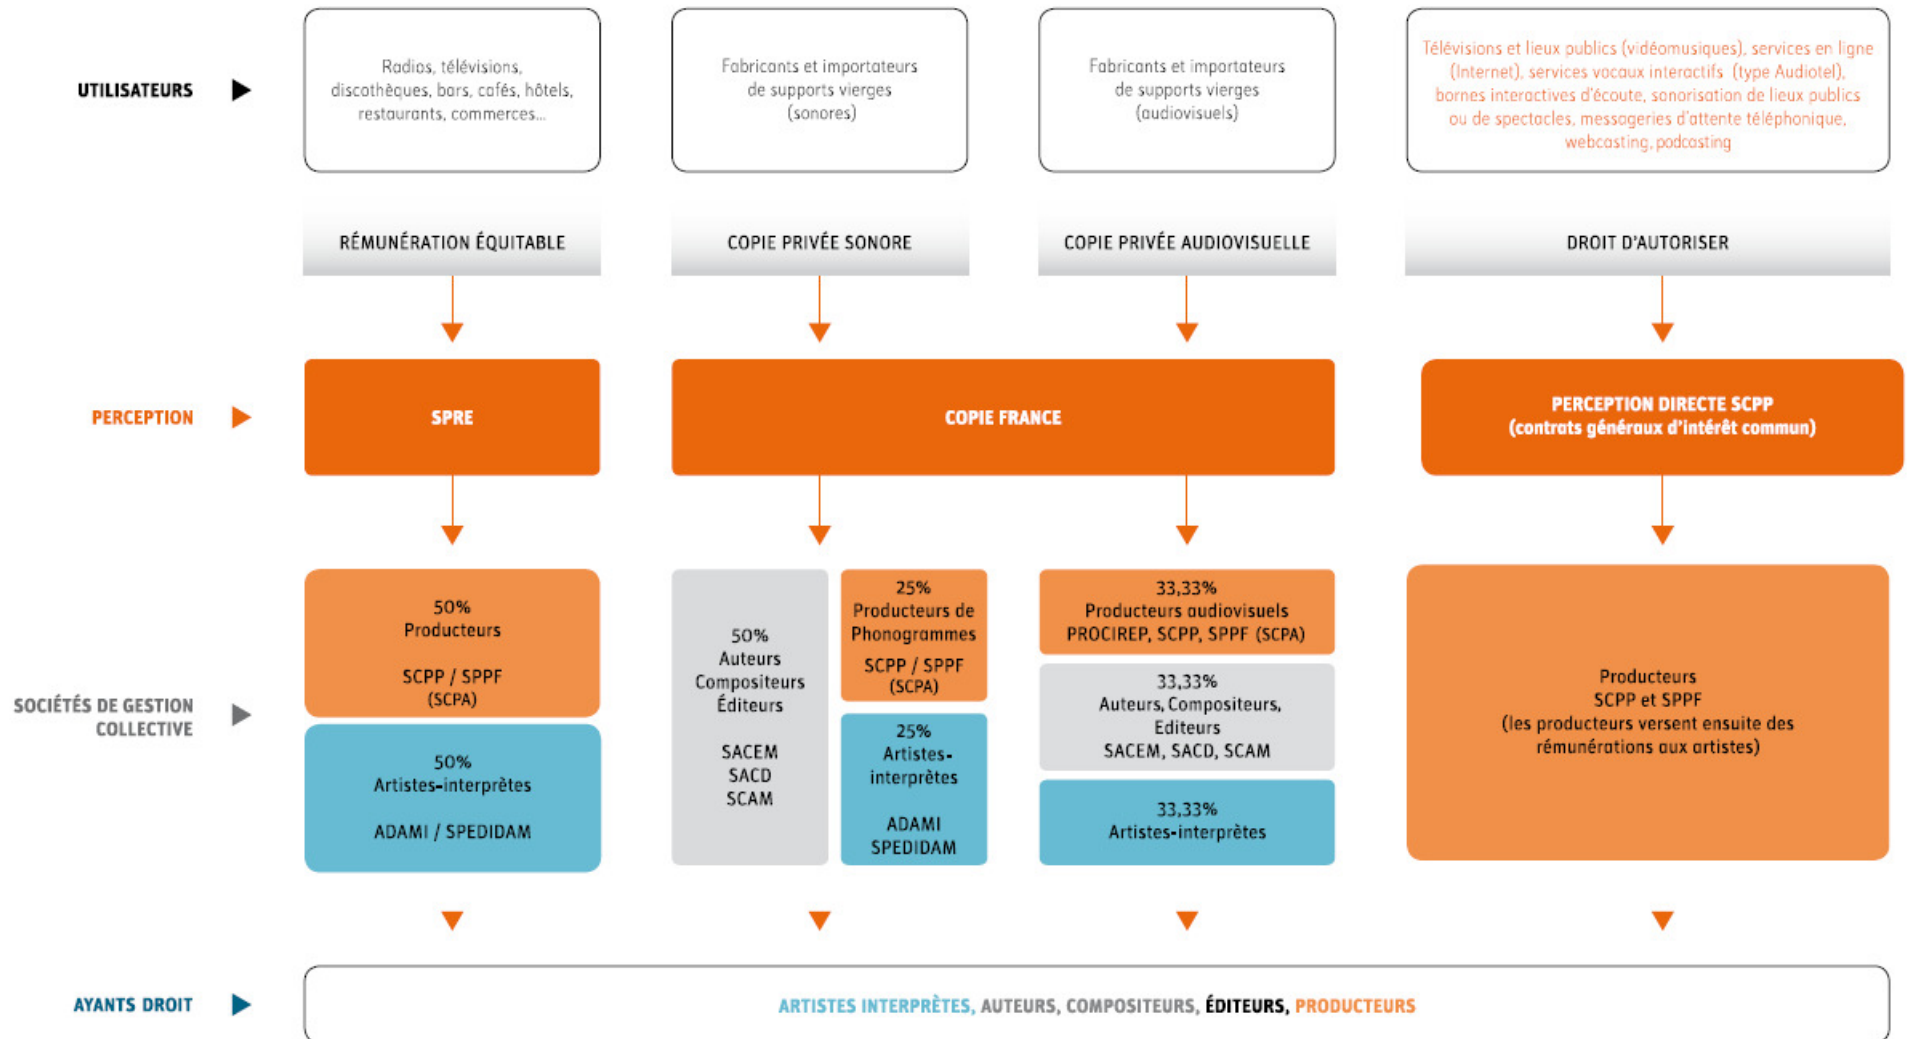 UTILISATEURS
Radios, télévisions,
discothèques, bars, cafés, hôtels,
restaurants, commerces...
Fabricants et importateurs
de supports vierges
(sonores)
Fabricants et importateurs
de supports vierges
(audiovisuels)
Télévisions et lieux publics (vidéomusiques), services en ligne
(Internet), services vocaux interactifs (type Audiotel),
bornes interactives d'écoute, sonorisation de lieux publics
ou de spectacles, messageries d'attente téléphonique,
webcasting, podcasting
RÉMUNÉRATION ÉQUITABLE
COPIE PRIVÉE SONORE
COPIE PRIVÉE AUDIOVISUELLE
DROIT D'AUTORISER
PERCEPTION
SPRE
COPIE FRANCE
PERCEPTION DIRECTE SCPP
(contrats généraux d'intérêt commun)
SOCIÉTÉS DE GESTION
COLLECTIVE
50%
Producteurs
SCPP / SPPF
(SCPA)
50%
Artistes-interprètes
ADAMI / SPEDIDAM
50%
Auteurs
Compositeurs
Éditeurs
SACEM
SACD
SCAM
25%
Producteurs de
Phonogrammes
SCPP / SPPF
(SCPA)
25%
Artistes-
interprètes
ADAMI
SPEDIDAM
33,33%
Producteurs audiovisuels
PROCIREP, SCPP, SPPF (SCPA)
33,33%
Auteurs, Compositeurs,
Editeurs
SACEM, SACD, SCAM
33,33%
Artistes-interprètes
Producteurs
SCPP et SPPF
(les producteurs versent ensuite des
rémunérations aux artistes)
AYANTS DROIT
ARTISTES INTERPRÈTES, AUTEURS, COMPOSITEURS, ÉDITEURS, PRODUCTEURS